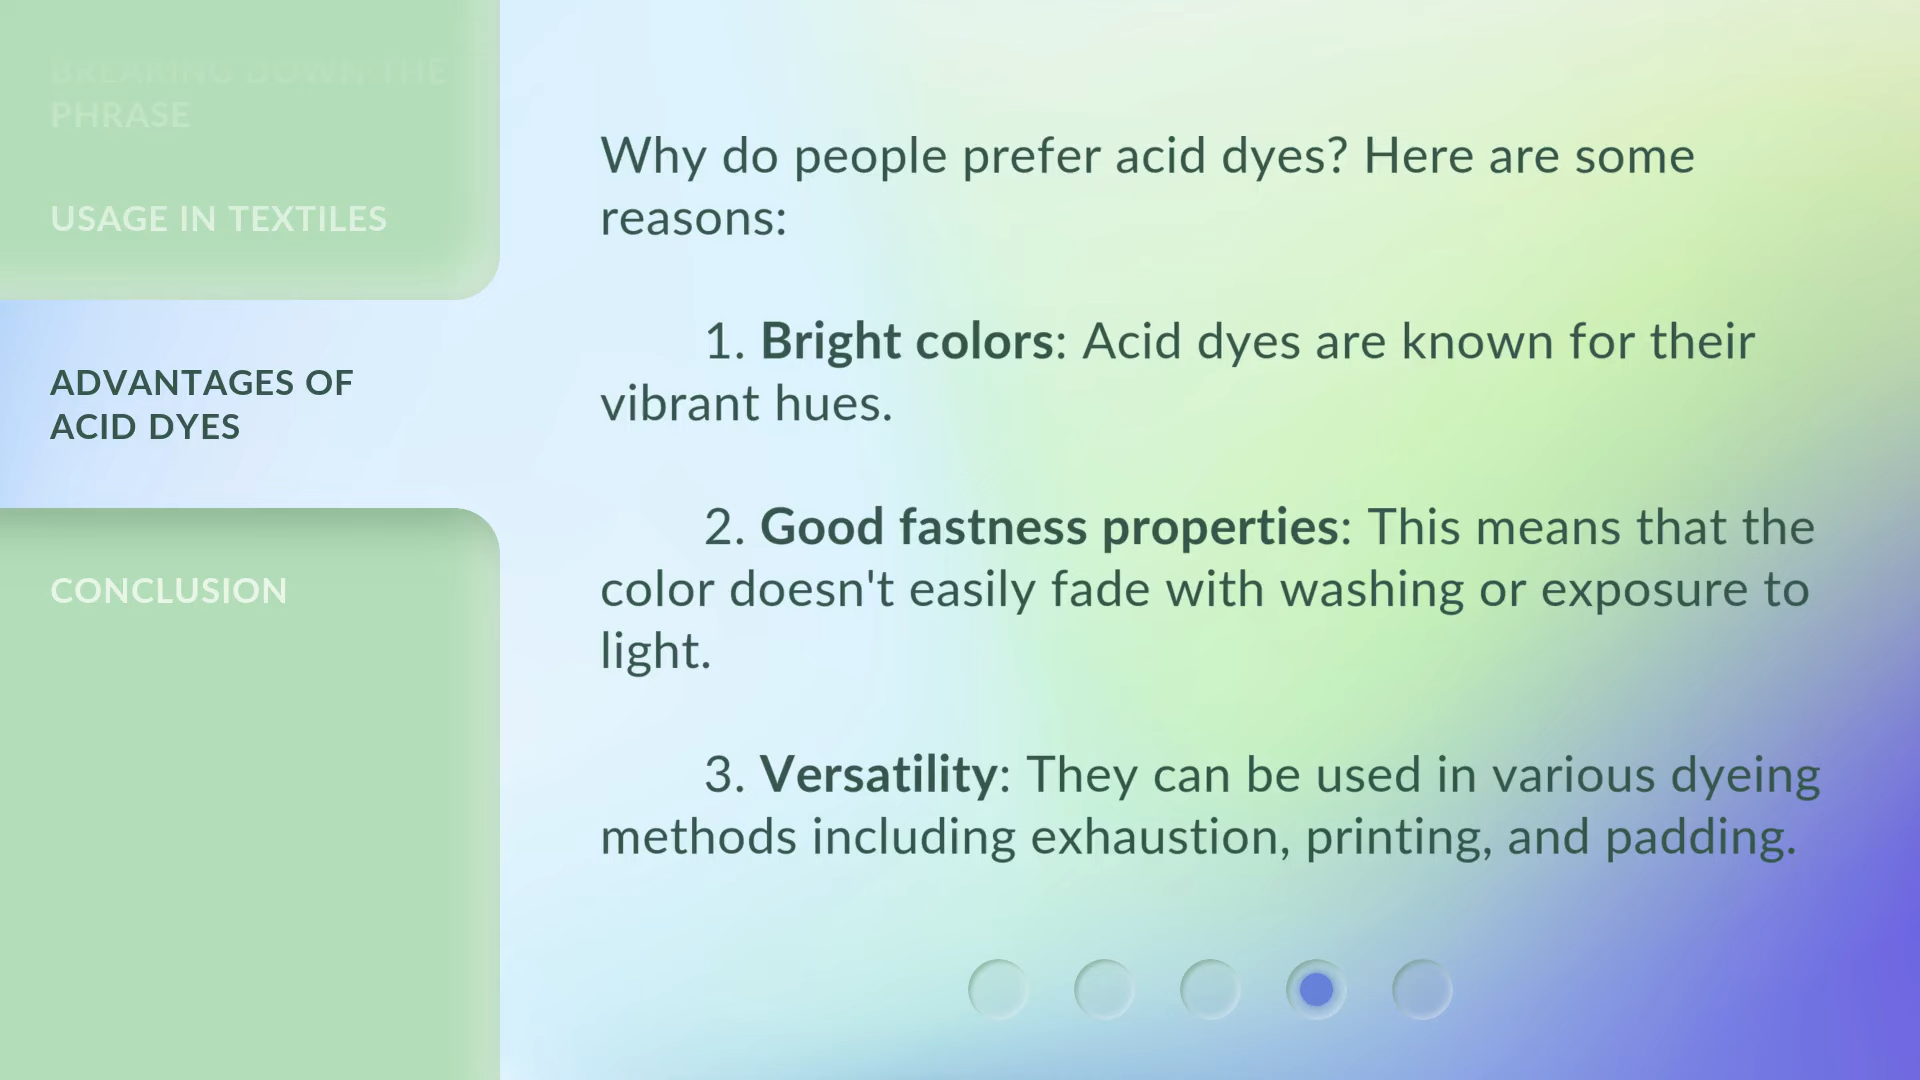 BREAKING DOWN THE
PHRASE
USAGE IN TEXTILES
ADVANTAGES OF
ACID DYES
CONCLUSION
Why do people prefer acid dyes? Here are some
reasons:
1. Bright colors: Acid dyes are known for their
vibrant hues.
2. Good fastness properties: This means that the
color doesn't easily fade with washing or exposure to
light.
3. Versatility: They can be used in various dyeing
methods including exhaustion, printing, and padding.